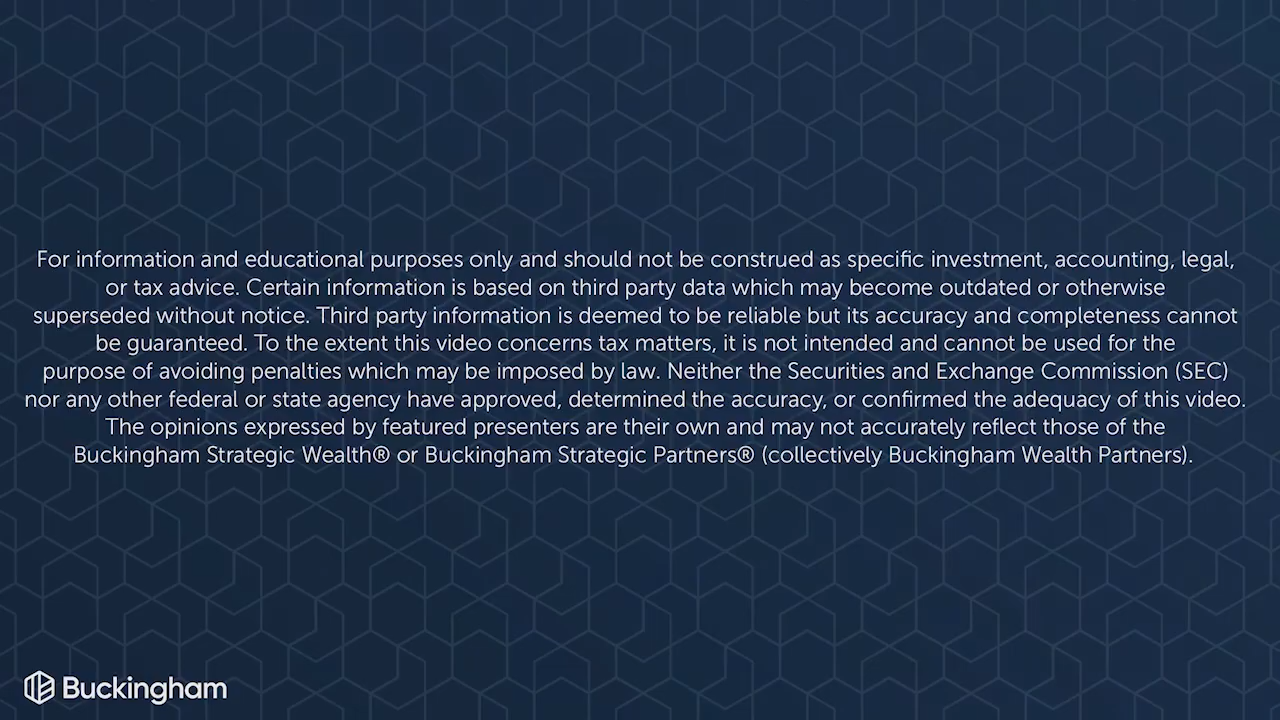 For information and educational purposes only and should not be construed as specific investment, accounting, legal,
or tax advice. Certain information is based on third party data which may become outdated or otherwise
superseded without notice. Third party information is deemed to be reliable but its accuracy and completeness cannot
be guaranteed. To the extent this video concerns tax matters, it is not intended and cannot be used for the
purpose of avoiding penalties which may be imposed by law. Neither the Securities and Exchange Commission (SEC)
nor any other federal or state agency have approved, determined the accuracy, or confirmed the adequacy of this video.
The opinions expressed by featured presenters are their own and may not accurately reflect those of the
Buckingham Strategic Wealth® or Buckingham Strategic Partners® (collectively Buckingham Wealth Partners).
Buckingham